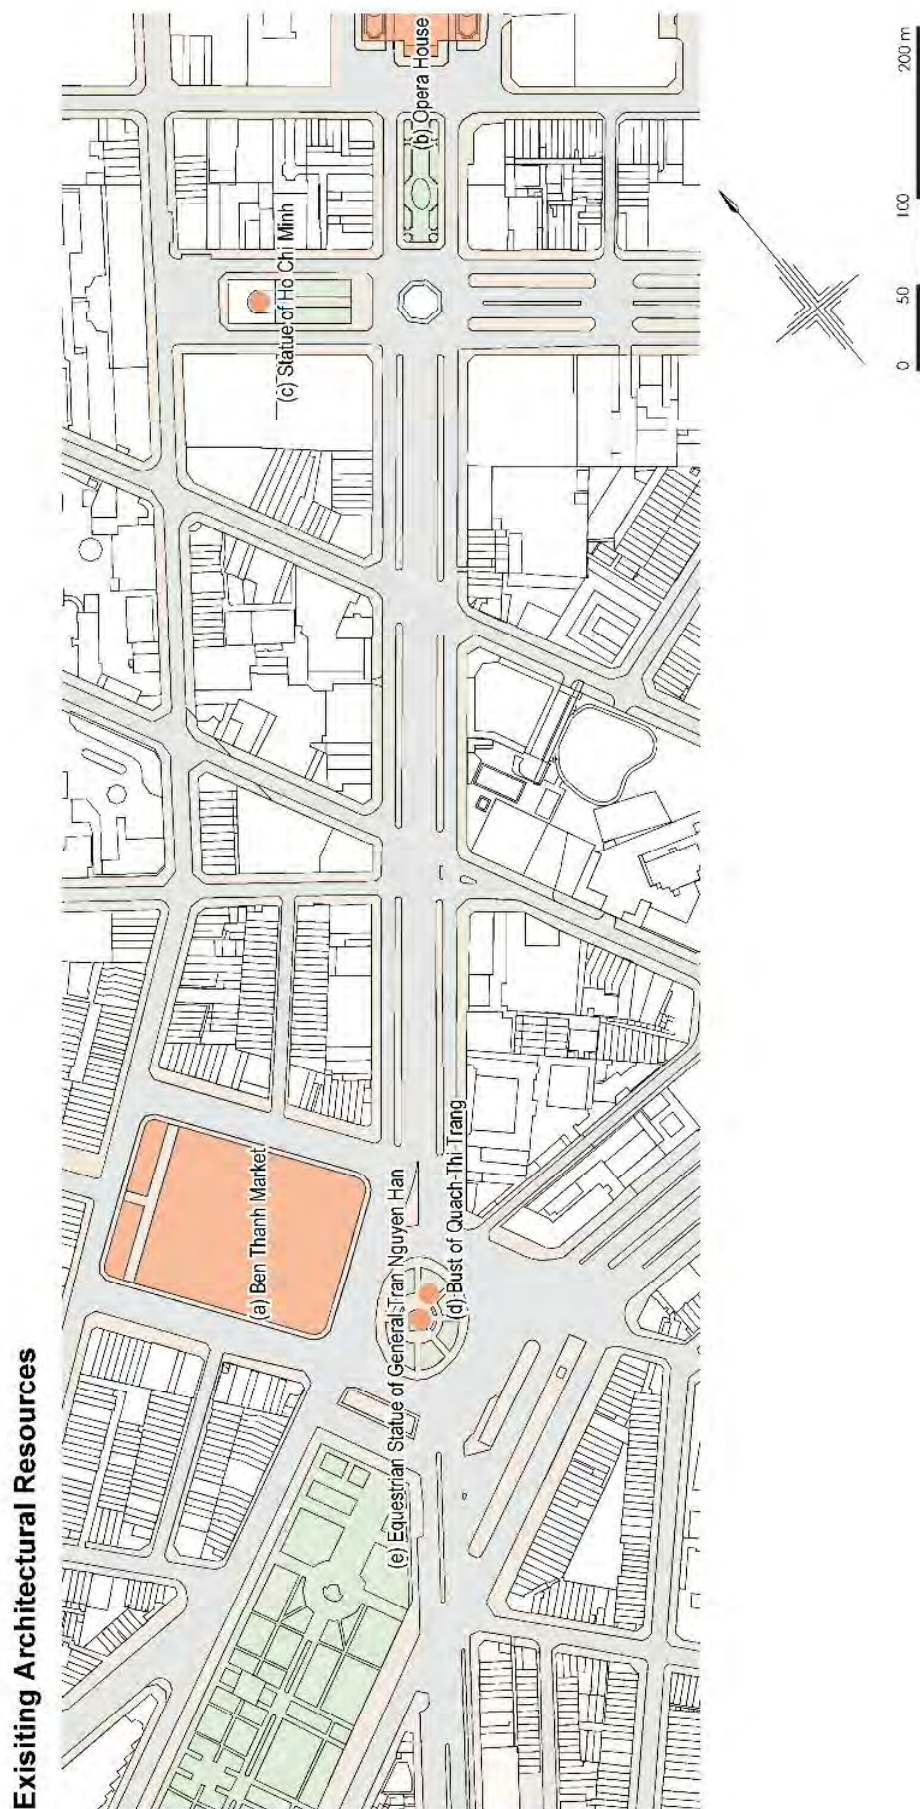 Exisiting Architectural Resources
(a) Ben Thanh Market
(e) Equestrian Statue of General Tran Nguyen Han
(d) Bust of Quach-Thi-Trang
(c) Statue of Ho Chi Minh
(b) Opera House
0
50
100
200 m